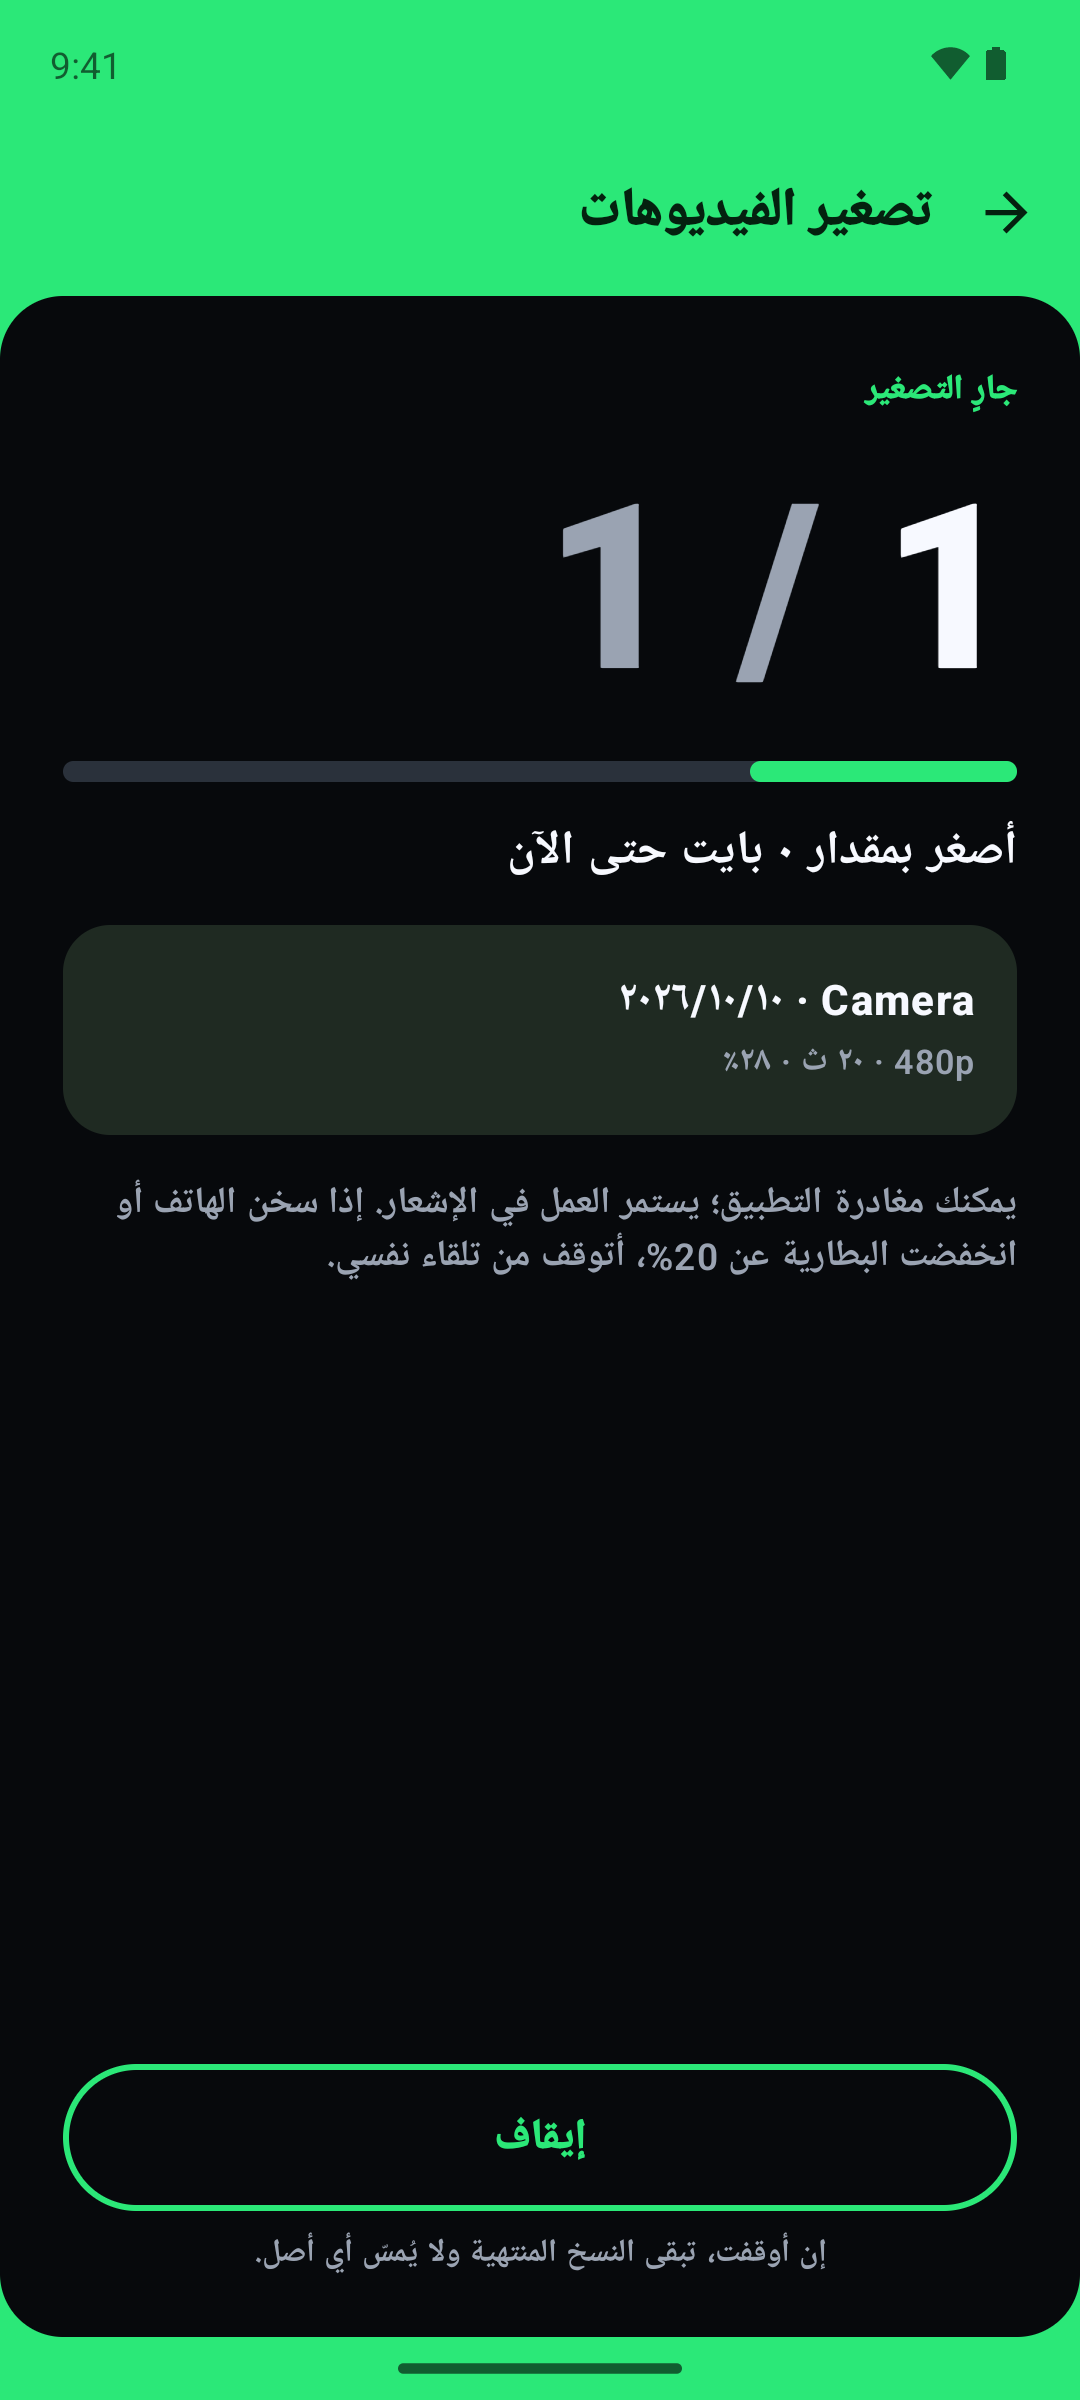 9:41
تصغير الفيديوهات
جارٍ التصغير
1 / 1
أصغر بمقدار ٠ بايت حتى الآن
Camera · ٢٠٢٦/١٠/١٠
480p · ٢٠ ث · ٢٨٪
يمكنك مغادرة التطبيق؛ يستمر العمل في الإشعار. إذا سخن الهاتف أو
انخفضت البطارية عن 20%، أتوقف من تلقاء نفسي.
إيقاف
إن أوقفت، تبقى النسخ المنتهية ولا يُمسّ أي أصل.